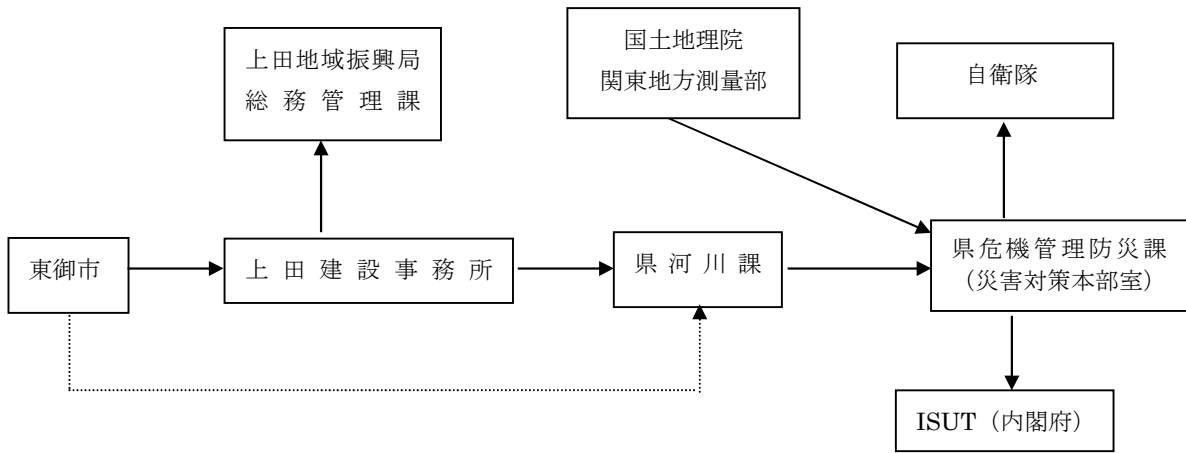 上田地域振興局
総務管理課
国土地理院
関東地方測量部
自衛隊
東御市
上田建設事務所
県河川課
県危機管理防災課
（災害対策本部室）
ISUT（内閣府）